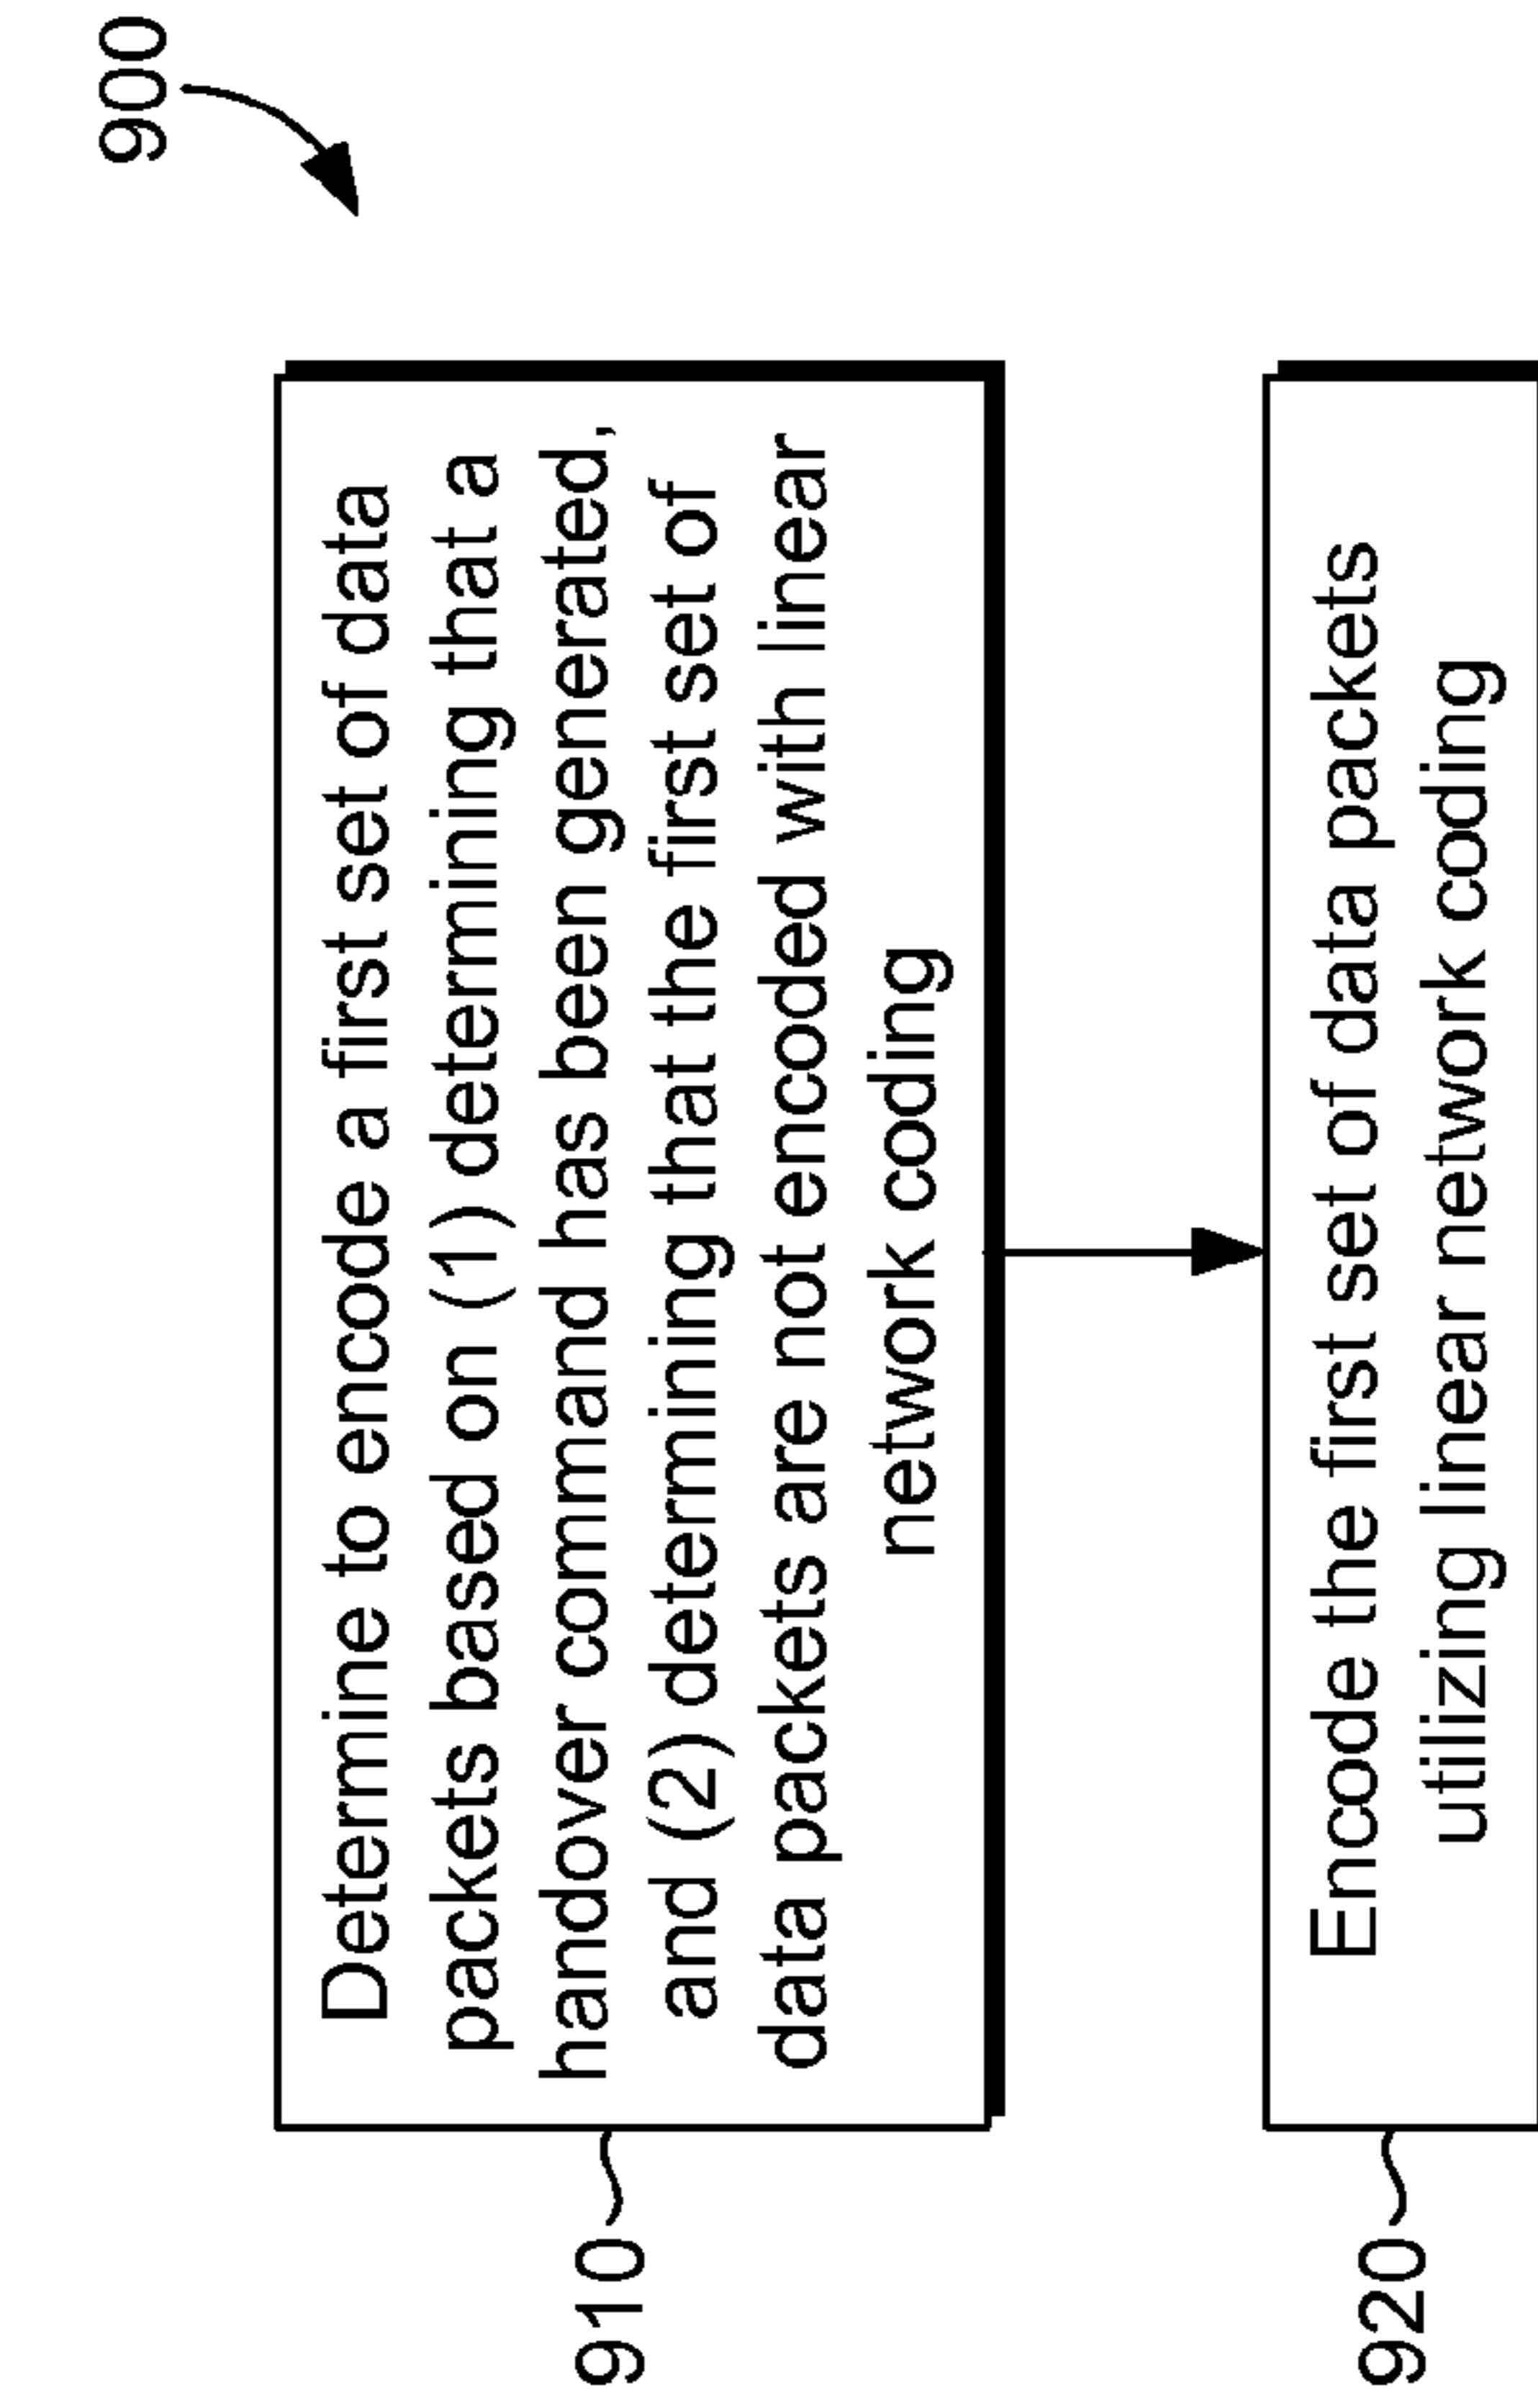 900
910
Determine to encode a first set of data
packets based on (1) determining that a
handover command has been generated,
and (2) determining that the first set of
data packets are not encoded with linear
network coding
920
Encode the first set of data packets
utilizing linear network coding